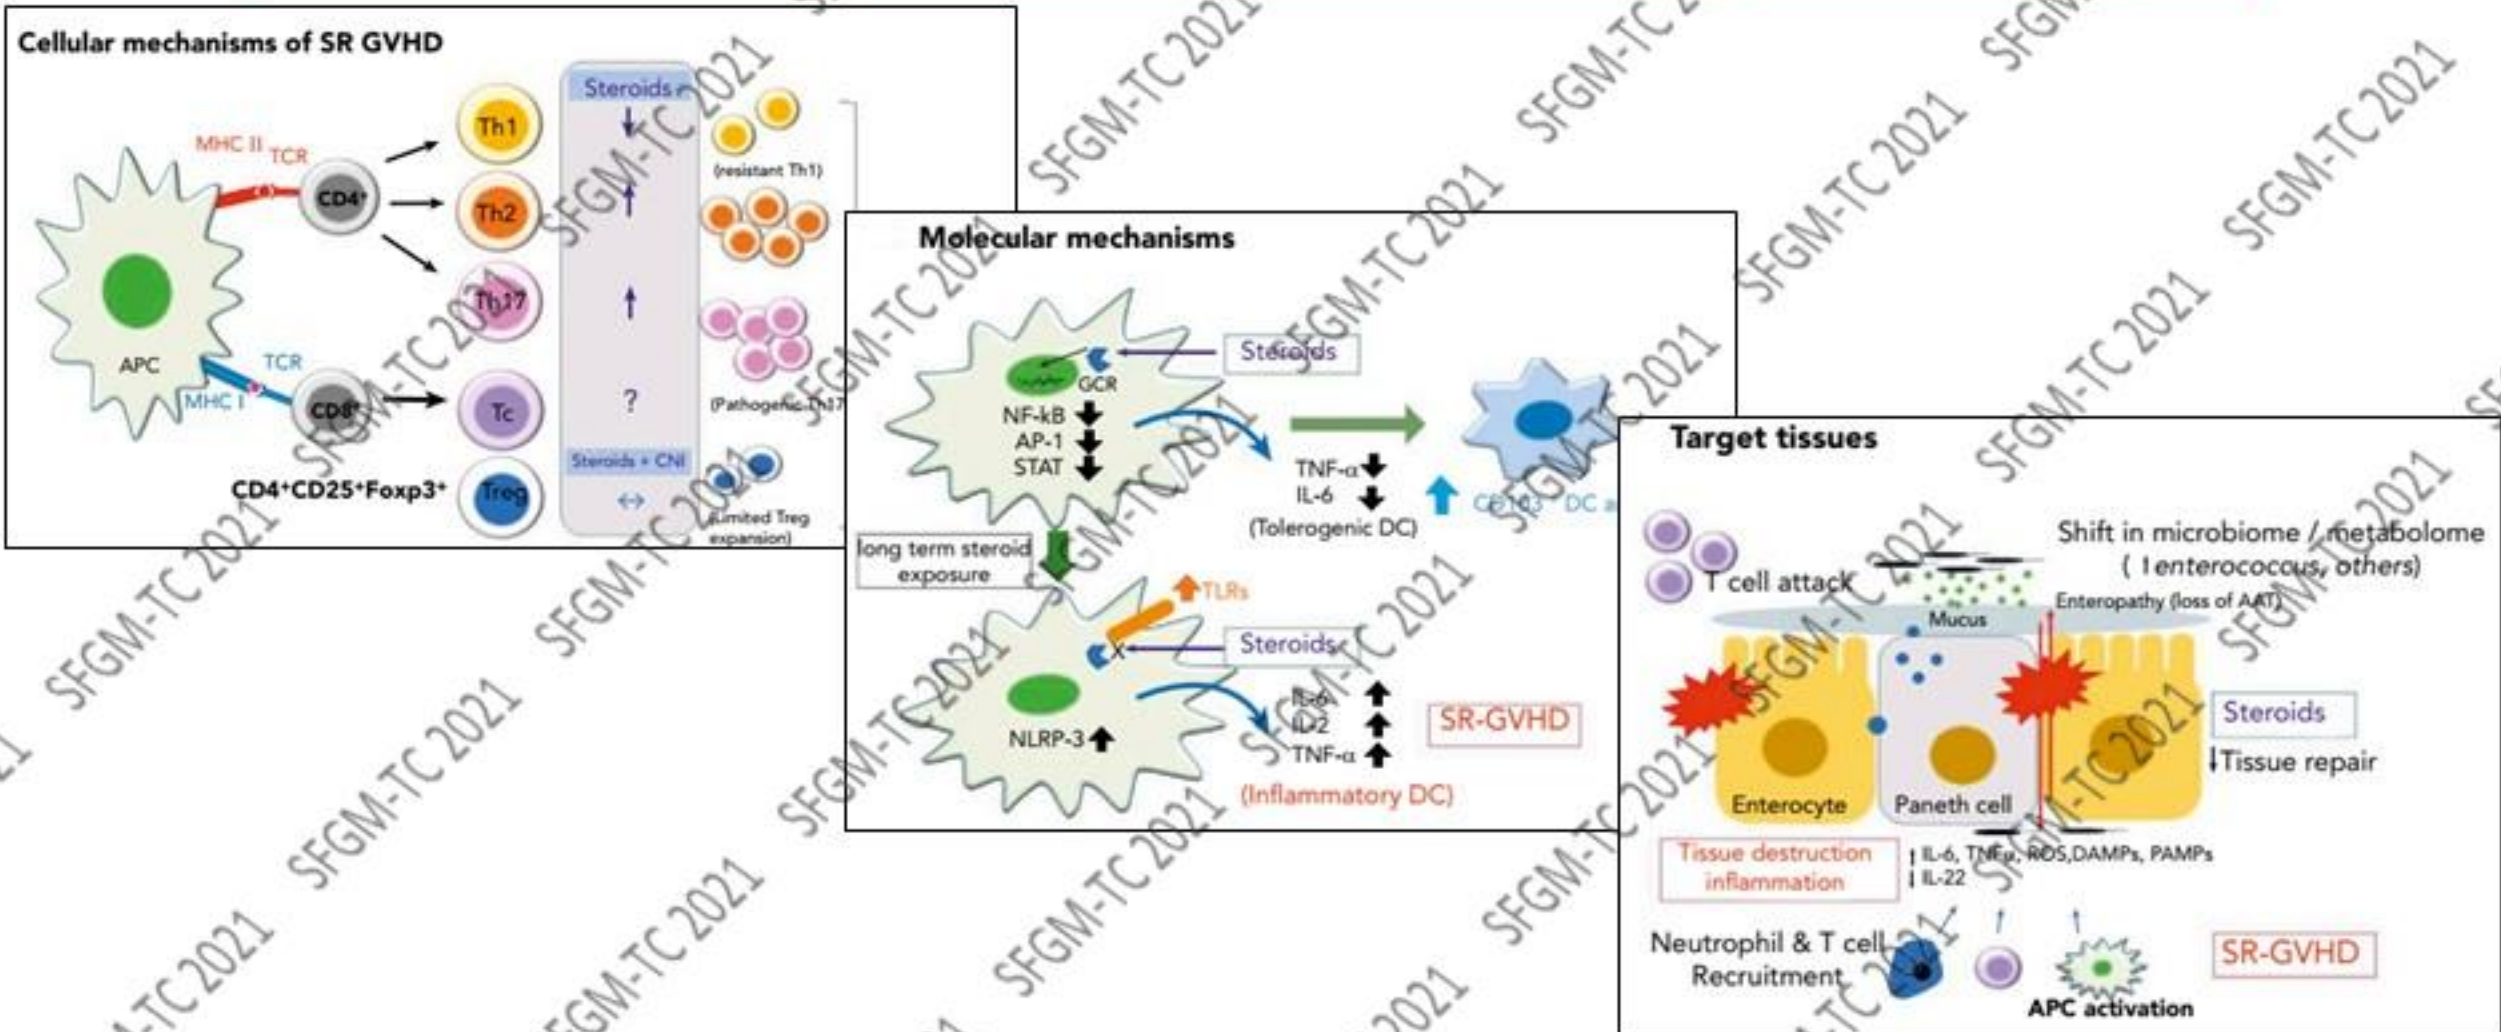 Cellular mechanisms of SR GVHD
MHC II
TCR
CD4+
Th1
Th2
Th17
APC
TCR
MHC I
CD8+
Tc
CD4+CD25+Foxp3+
Treg
Steroids
?
Steroids + CNI
(resistant Th1)
(Pathogenic Th17
(Limited Treg
expansion)
Molecular mechanisms
Steroids
GCR
NF-kB
AP-1
STAT
TNF-α
IL-6
(Tolerogenic DC)
CD103+ DC
long term steroid
exposure
TLRs
Steroids
X
NLRP-3
IL-6
IL-2
TNF-α
(Inflammatory DC)
SR-GVHD
Target tissues
T cell attack
Shift in microbiome / metabolome
( ↑enterococcus, others)
Enteropathy (loss of AAT)
Mucus
Enterocyte
Paneth cell
Steroids
↓Tissue repair
Tissue destruction
inflammation
↑ IL-6, TNFα, ROS,DAMPs, PAMPs
↓ IL-22
Neutrophil & T cell
Recruitment
APC activation
SR-GVHD
SFGM-TC 2021